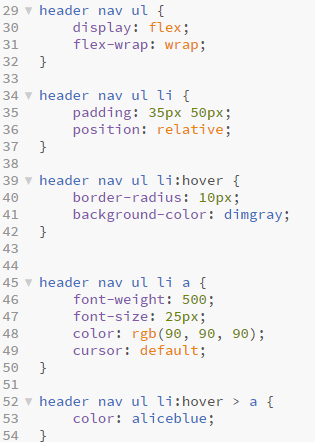 29 header nav ul {
30     display: flex;
31     flex-wrap: wrap;
32 }
33
34 header nav ul li {
35     padding: 35px 50px;
36     position: relative;
37 }
38
39 header nav ul li:hover {
40     border-radius: 10px;
41     background-color: dimgray;
42 }
43
44
45 header nav ul li a {
46     font-weight: 500;
47     font-size: 25px;
48     color: rgb(90, 90, 90);
49     cursor: default;
50 }
51
52 header nav ul li:hover > a {
53     color: aliceblue;
54 }